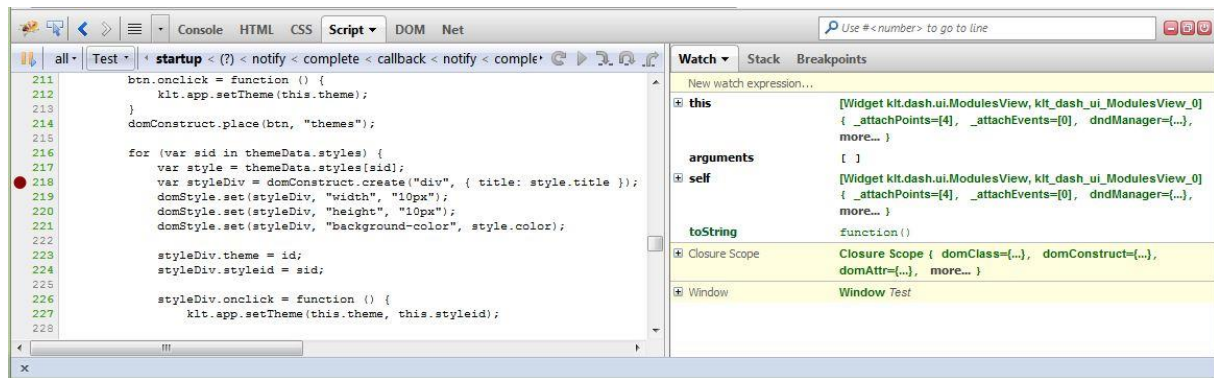 Console HTML CSS Script DOM Net
Use #<number> to go to line
all Test startup < (?) < notify < complete < callback < notify < comple
Watch Stack Breakpoints
211 btn.onclick = function () {
212 klt.app.setTheme(this.theme);
213 }
214 domConstruct.place(btn, "themes");
215
216 for (var sid in themeData.styles) {
217 var style = themeData.styles[sid];
218 var styleDiv = domConstruct.create("div", { title: style.title });
219 domStyle.set(styleDiv, "width", "10px");
220 domStyle.set(styleDiv, "height", "10px");
221 domStyle.set(styleDiv, "background-color", style.color);
222
223 styleDiv.theme = id;
224 styleDiv.styleid = sid;
225
226 styleDiv.onclick = function () {
227 klt.app.setTheme(this.theme, this.styleid);
228
New watch expression...
this [Widget klt.dash.ui.ModulesView, klt_dash_ui_ModulesView_0]
{ _attachPoints=[4], _attachEvents=[0], dndManager={...},
more... }
arguments [ ]
self [Widget klt.dash.ui.ModulesView, klt_dash_ui_ModulesView_0]
{ _attachPoints=[4], _attachEvents=[0], dndManager={...},
more... }
toString function()
Closure Scope Closure Scope { domClass={...}, domConstruct={...},
domAttr={...}, more... }
Window Window Test